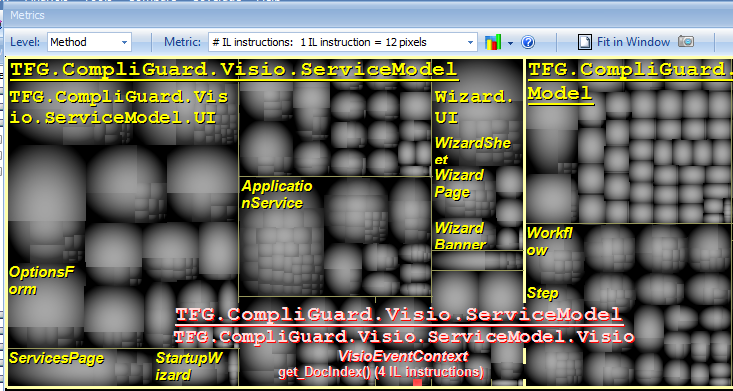 Metrics
Level: Method Metric: # IL instructions: 1 IL instruction = 12 pixels Fit in Window
TFG.CompliGuard.Visio.ServiceModel
TFG.CompliGuard.Vis
io.ServiceModel.UI
Wizard.
UI
WizardShe
et
Wizard
Page
Wizard
Banner
Applicatio
nService
OptionsF
orm
ServicesPage
StartupW
izard
TFG.CompliGuard.
Model
Workfl
ow
Step
TFG.CompliGuard.Visio.ServiceModel
TFG.CompliGuard.Visio.ServiceModel.Visio
VisioEventContext
get_DocIndex() (4 IL instructions)